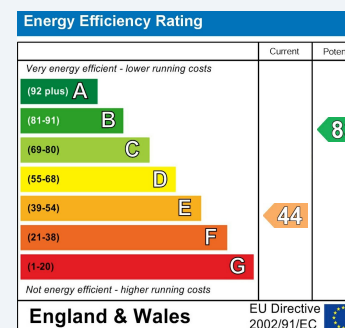 Energy Efficiency Rating
Current Poten
Very energy efficient - lower running costs
(92 plus) A
(81-91) B
8
(69-80) C
(55-68) D
(39-54) E
44
(21-38) F
(1-20) G
Not energy efficient - higher running costs
England & Wales
EU Directive
2002/91/EC